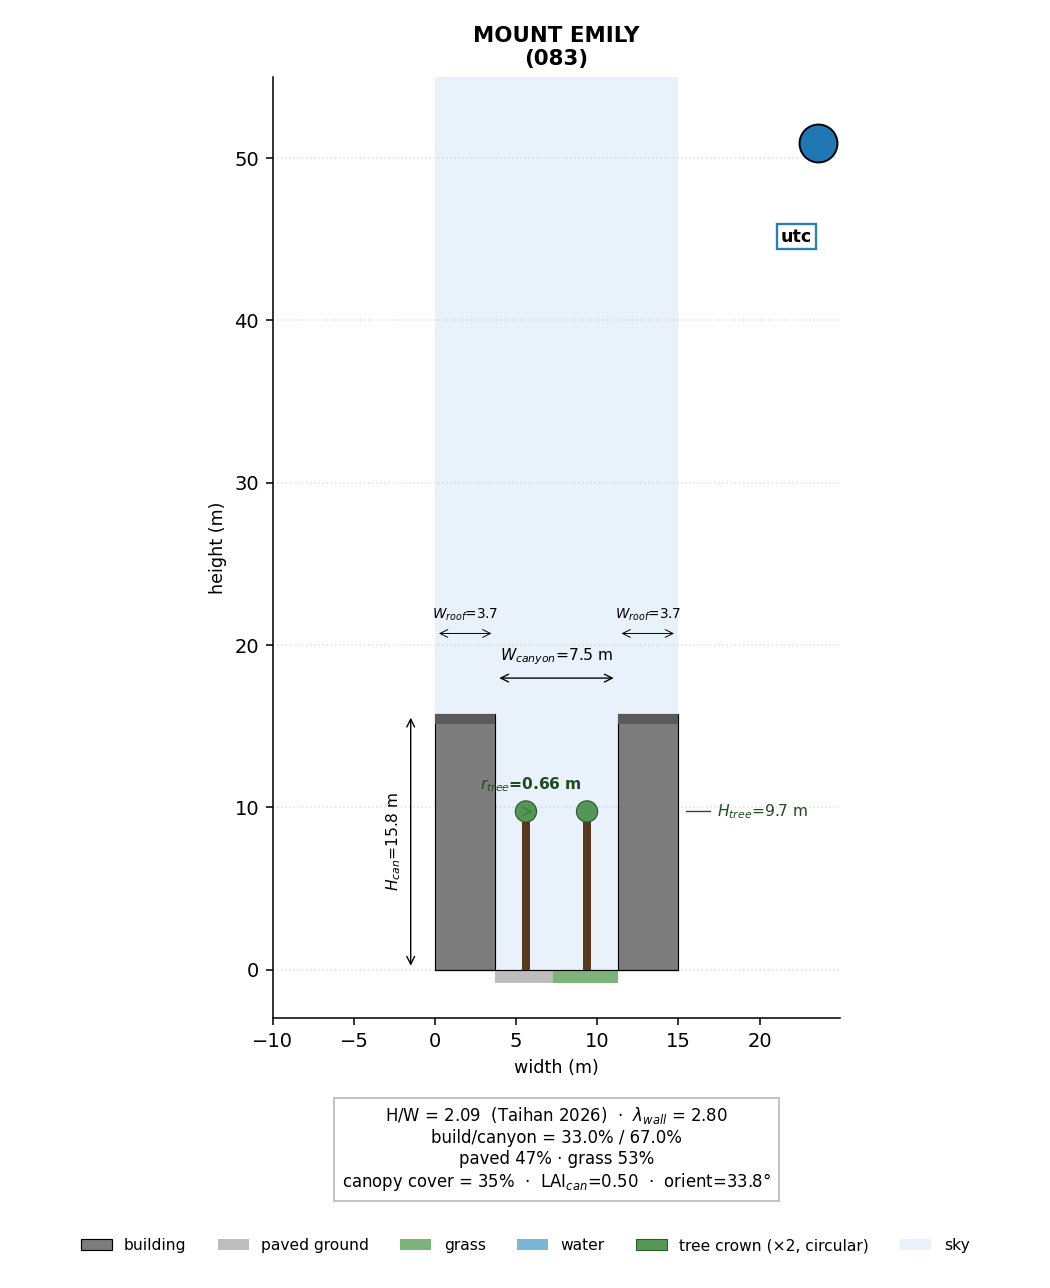 MOUNT EMILY
(083)
50
utc
40
30
height (m)
W_roof=3.7
W_roof=3.7
20
W_canyon=7.5 m
r_tree=0.66 m
10
H_tree=9.7 m
H_can=15.8 m
0
−10 −5 0 5 10 15 20
width (m)
H/W = 2.09 (Taihan 2026) · λ_wall = 2.80
build/canyon = 33.0% / 67.0%
paved 47% · grass 53%
canopy cover = 35% · LAI_can=0.50 · orient=33.8°
building paved ground grass water tree crown (×2, circular) sky